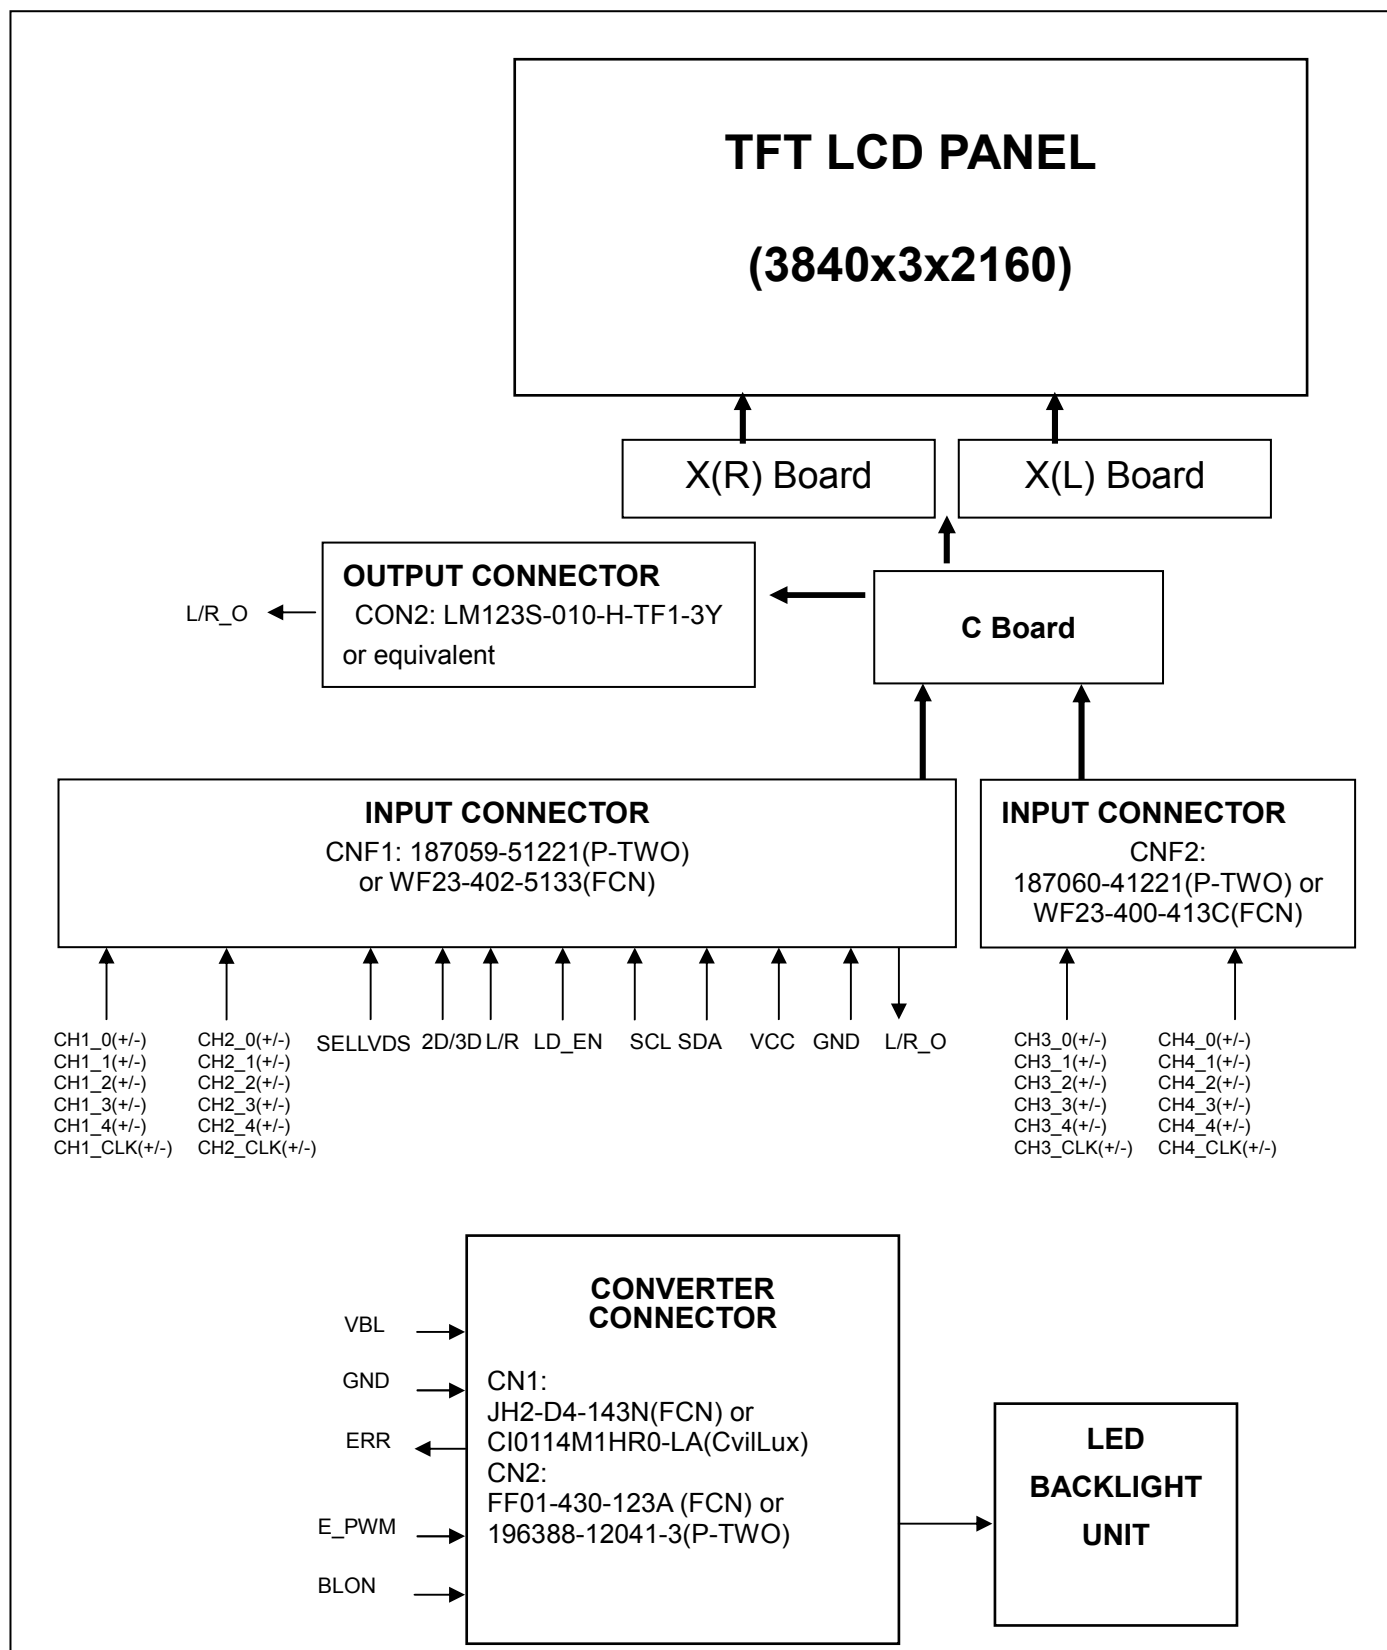 TFT LCD PANEL
(3840x3x2160)
X(R) Board
X(L) Board
OUTPUT CONNECTOR
CON2: LM123S-010-H-TF1-3Y
or equivalent
L/R_O
C Board
INPUT CONNECTOR
CNF1: 187059-51221(P-TWO)
or WF23-402-5133(FCN)
INPUT CONNECTOR
CNF2:
187060-41221(P-TWO) or
WF23-400-413C(FCN)
CH1_0(+/-)
CH1_1(+/-)
CH1_2(+/-)
CH1_3(+/-)
CH1_4(+/-)
CH1_CLK(+/-)
CH2_0(+/-)
CH2_1(+/-)
CH2_2(+/-)
CH2_3(+/-)
CH2_4(+/-)
CH2_CLK(+/-)
SELLVDS
2D/3D
L/R
LD_EN
SCL
SDA
VCC
GND
L/R_O
CH3_0(+/-)
CH3_1(+/-)
CH3_2(+/-)
CH3_3(+/-)
CH3_4(+/-)
CH3_CLK(+/-)
CH4_0(+/-)
CH4_1(+/-)
CH4_2(+/-)
CH4_3(+/-)
CH4_4(+/-)
CH4_CLK(+/-)
VBL
GND
ERR
E_PWM
BLON
CONVERTER
CONNECTOR
CN1:
JH2-D4-143N(FCN) or
CI0114M1HR0-LA(CvilLux)
CN2:
FF01-430-123A (FCN) or
196388-12041-3(P-TWO)
LED
BACKLIGHT
UNIT